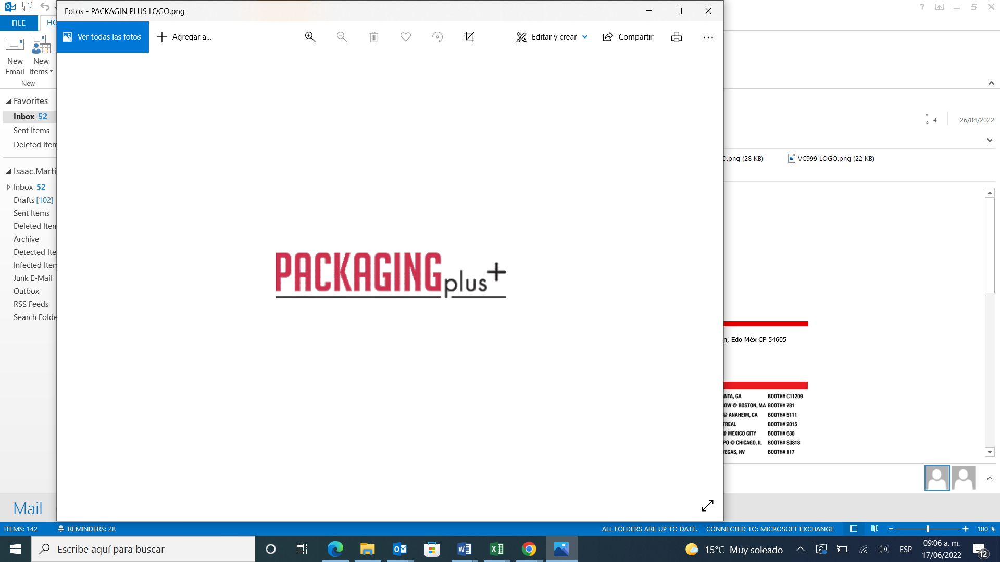 Fotos - PACKAGIN PLUS LOGO.png
FILE
Ver todas las fotos
Agregar a...
Editar y crear
Compartir
New Email
New Items
New
Favorites
Inbox 52
Sent Items
Deleted Item
Isaac.Marti
Inbox 52
Drafts [102]
Sent Items
Deleted Item
Archive
Detected Ite
Infected Item
Junk E-Mail
Outbox
RSS Feeds
Search Folde
PACKAGING plus+
4
26/04/2022
.png (28 KB)
VC999 LOGO.png (22 KB)
n, Edo Méx CP 54605
NTA, GA BOOTH# C11209
OW @ BOSTON, MA BOOTH# 781
@ ANAHEIM, CA BOOTH# 5111
TREAL BOOTH# 2015
@ MEXICO CITY BOOTH# 630
PO @ CHICAGO, IL BOOTH# S3818
VEGAS, NV BOOTH# 117
Mail
ITEMS: 142
REMINDERS: 28
ALL FOLDERS ARE UP TO DATE.
CONNECTED TO: MICROSOFT EXCHANGE
100 %
Escribe aquí para buscar
15°C Muy soleado
ESP
09:06 a. m.
17/06/2022
12